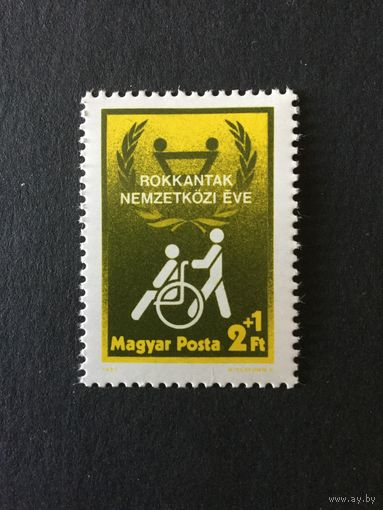 ROKKANTAK
NEMZETKÖZI ÉVE
Magyar Posta 2+1 Ft
www.ay.by